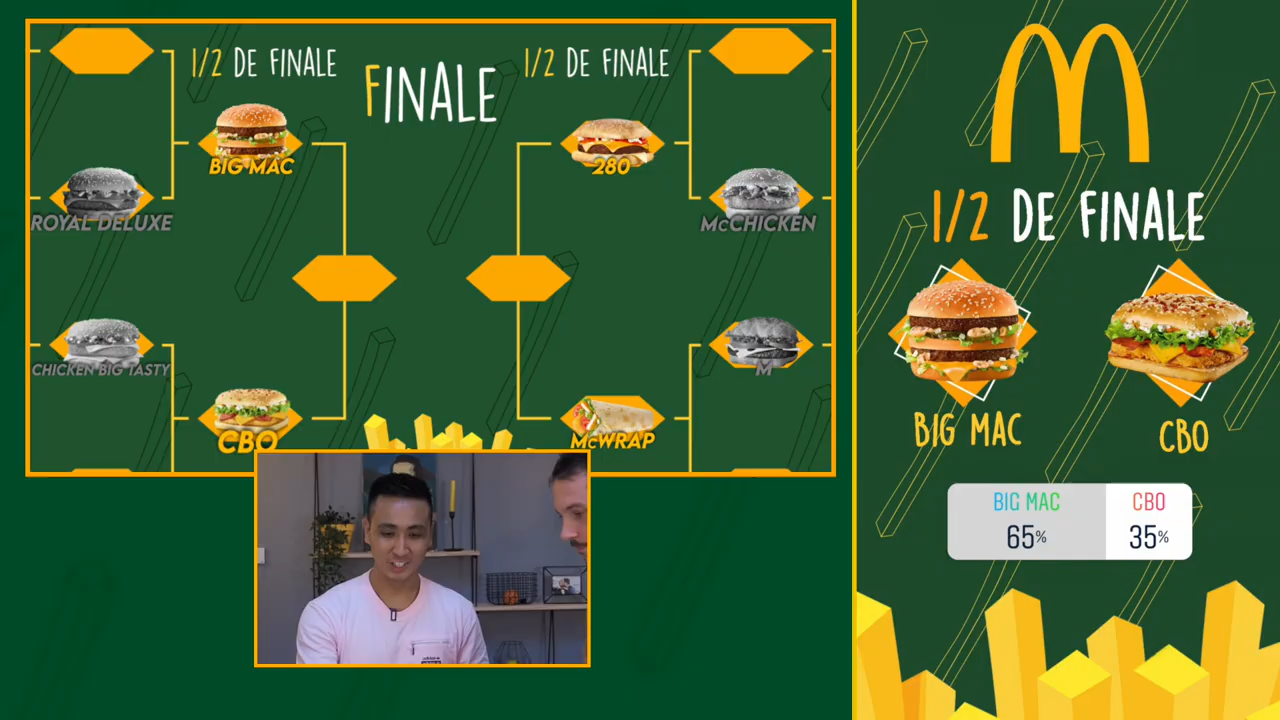 1/2 DE FINALE
FINALE
1/2 DE FINALE
BIG MAC
280
ROYAL DELUXE
McCHICKEN
CHICKEN BIG TASTY
M
CBO
McWRAP
1/2 DE FINALE
BIG MAC
CBO
BIG MAC
CBO
65%
35%